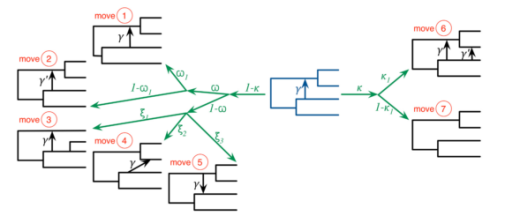 move 1
γ
move 2
γ'
move 3
γ
move 4
γ
move 5
γ
ω₁
1-ω₁
ω
1-κ
1-ω
ξ₁
ξ₂
ξ₃
γ
κ
κ₁
1-κ₁
move 6
γ γ'
move 7